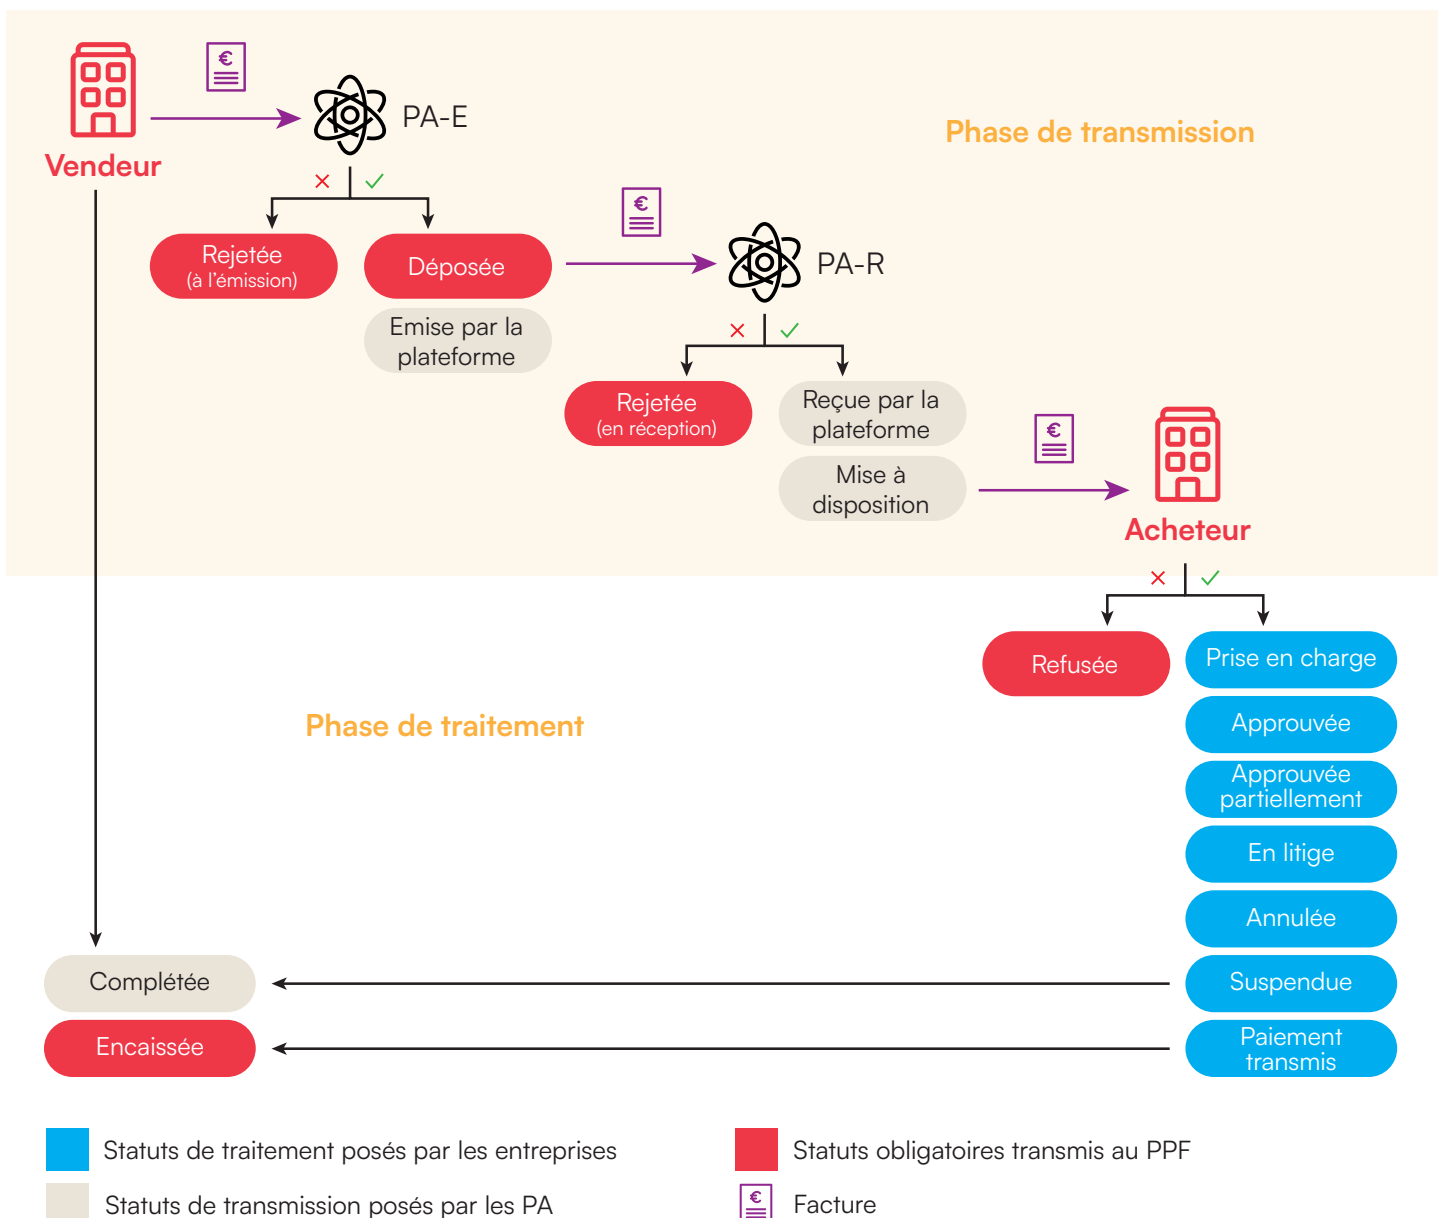 €
PA-E
Phase de transmission
Vendeur
€
Rejetée
(à l'émission)
Déposée
PA-R
Emise par la
plateforme
Rejetée
(en réception)
Reçue par la
plateforme
€
Mise à
disposition
Acheteur
Refusée
Prise en charge
Phase de traitement
Approuvée
Approuvée
partiellement
En litige
Annulée
Complétée
Suspendue
Encaissée
Paiement
transmis
Statuts de traitement posés par les entreprises
Statuts obligatoires transmis au PPF
Statuts de transmission posés par les PA
€
Facture